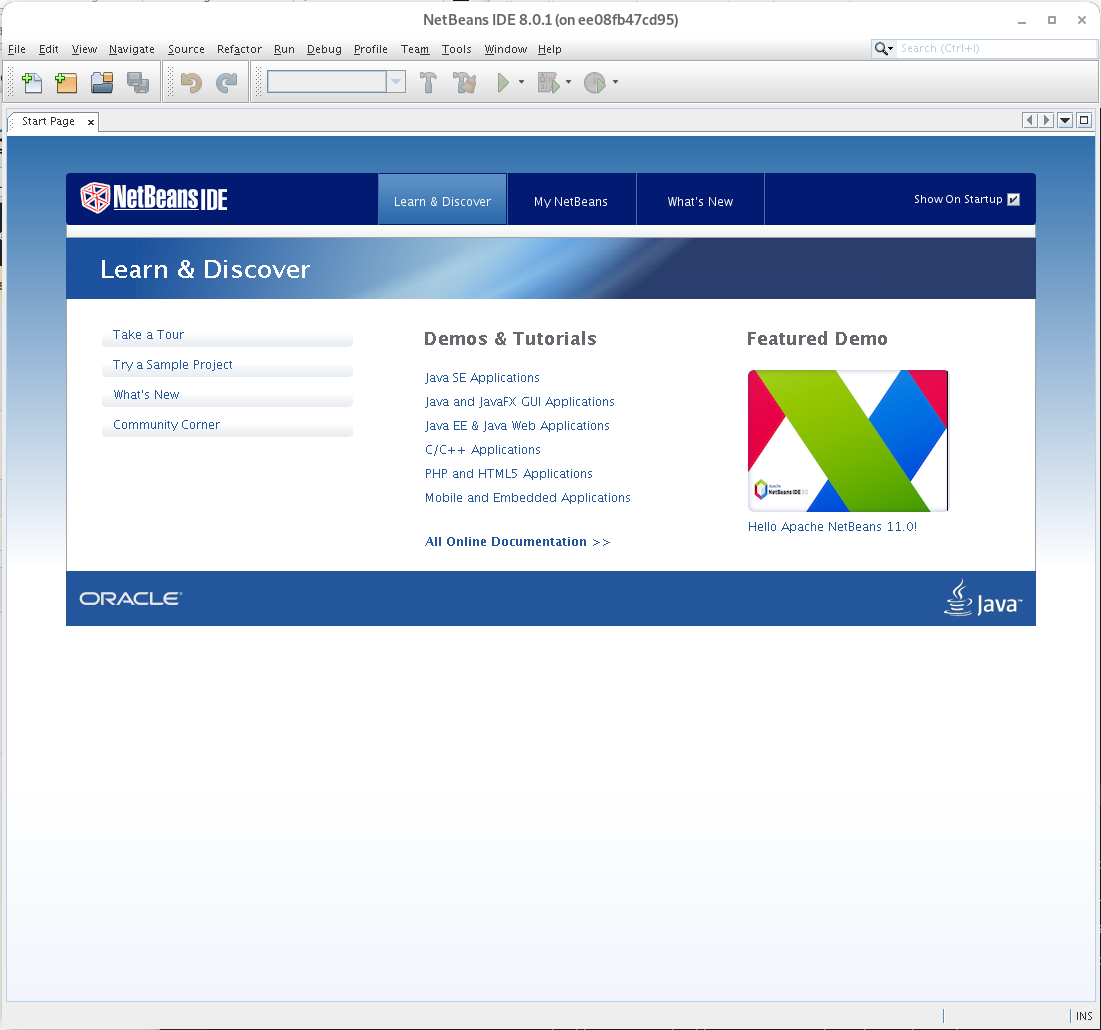 NetBeans IDE 8.0.1 (on ee08fb47cd95)
File Edit View Navigate Source Refactor Run Debug Profile Team Tools Window Help
Search (Ctrl+I)
Start Page
NetBeans IDE
Learn & Discover
My NetBeans
What's New
Show On Startup
Learn & Discover
Take a Tour
Try a Sample Project
What's New
Community Corner
Demos & Tutorials
Java SE Applications
Java and JavaFX GUI Applications
Java EE & Java Web Applications
C/C++ Applications
PHP and HTML5 Applications
Mobile and Embedded Applications
All Online Documentation >>
Featured Demo
Apache
NetBeans IDE
Hello Apache NetBeans 11.0!
ORACLE
Java™
INS